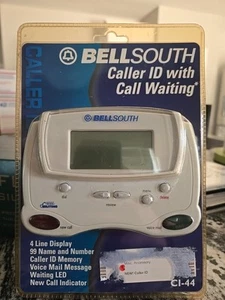 CALLER
BELLSOUTH
Caller ID with
Call Waiting*
BELLSOUTH
4 Line Display
99 Name and Number
Caller ID Memory
Voice Mail Message
Waiting LED
New Call Indicator
CI-44